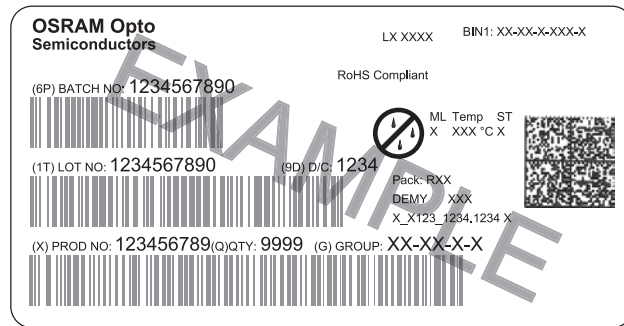 OSRAM Opto
Semiconductors
LX XXXX
BIN1: XX-XX-X-XXX-X
RoHS Compliant
(6P) BATCH NO: 1234567890
ML Temp ST
X XXX °C X
(1T) LOT NO: 1234567890
(9D) D/C: 1234
Pack: RXX
DEMY XXX
X_X123_1234.1234 X
(X) PROD NO: 123456789(Q)QTY: 9999 (G) GROUP: XX-XX-X-X
EXAMPLE